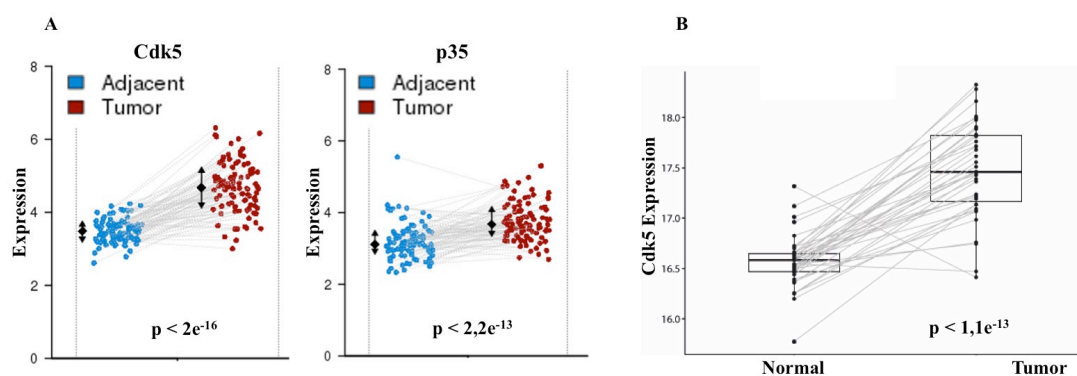 A
Cdk5
Expression
8
6
4
2
0
Adjacent
Tumor
p < 2e-16
p35
Expression
8
6
4
2
0
Adjacent
Tumor
p < 2,2e-13
B
Cdk5 Expression
18.0
17.5
17.0
16.5
16.0
p < 1,1e-13
Normal
Tumor